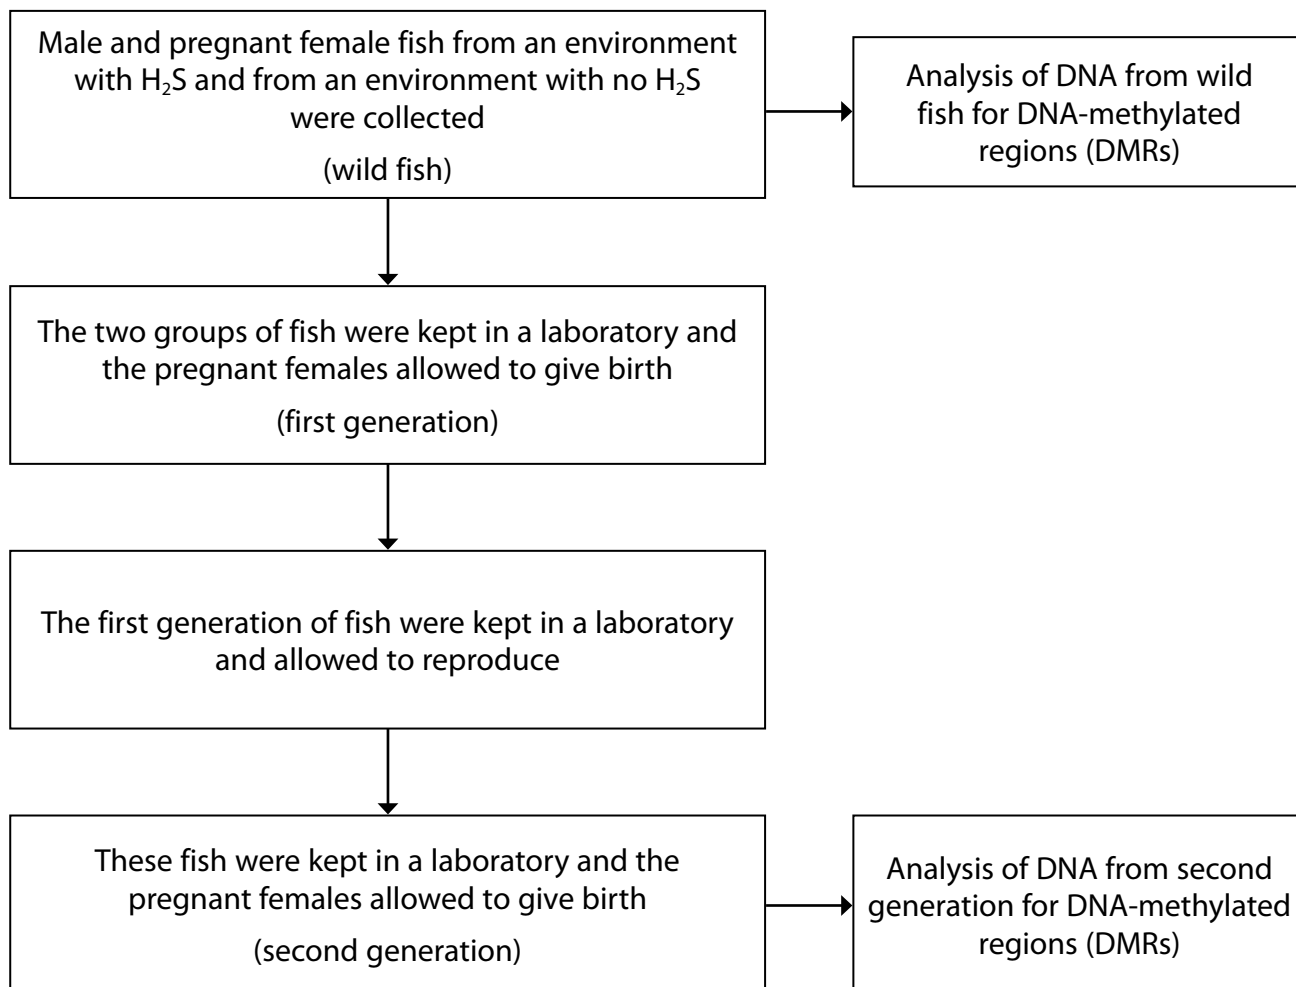 Male and pregnant female fish from an environment
with H₂S and from an environment with no H₂S
were collected
(wild fish)
Analysis of DNA from wild
fish for DNA-methylated
regions (DMRs)
The two groups of fish were kept in a laboratory and
the pregnant females allowed to give birth
(first generation)
The first generation of fish were kept in a laboratory
and allowed to reproduce
These fish were kept in a laboratory and the
pregnant females allowed to give birth
(second generation)
Analysis of DNA from second
generation for DNA-methylated
regions (DMRs)